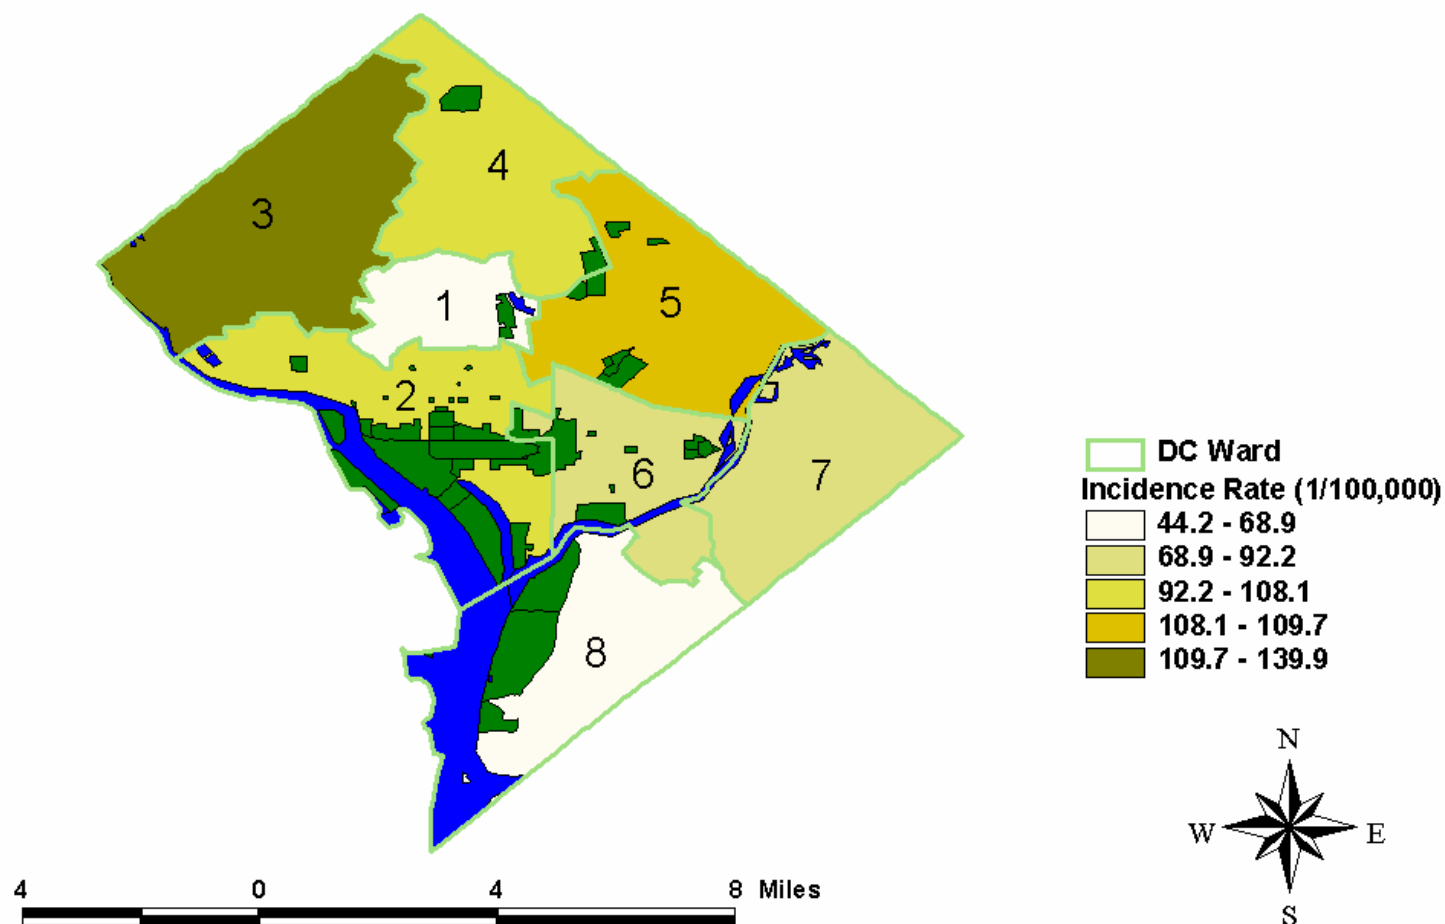 4
3
5
1
2
6
7
8
DC Ward
Incidence Rate (1/100,000)
44.2 - 68.9
68.9 - 92.2
92.2 - 108.1
108.1 - 109.7
109.7 - 139.9
N
W E
S
4 0 4 8 Miles